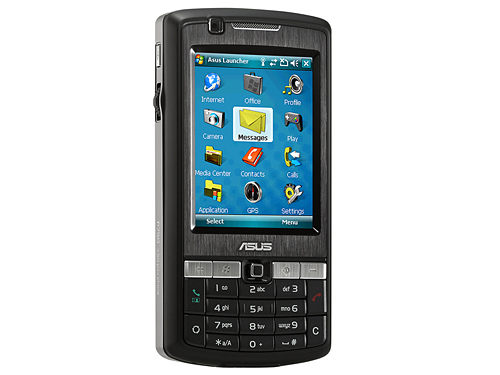 Asus Launcher
Internet Office Profile
Camera Messages Play
Media Center Contacts Calls
Application GPS Settings
Select Menu
ASUS
1 2 abc def 3
4 ghi 5 jkl mno 6
7 pqrs 8 tuv wxyz 9
O C
*a/A 0 + #